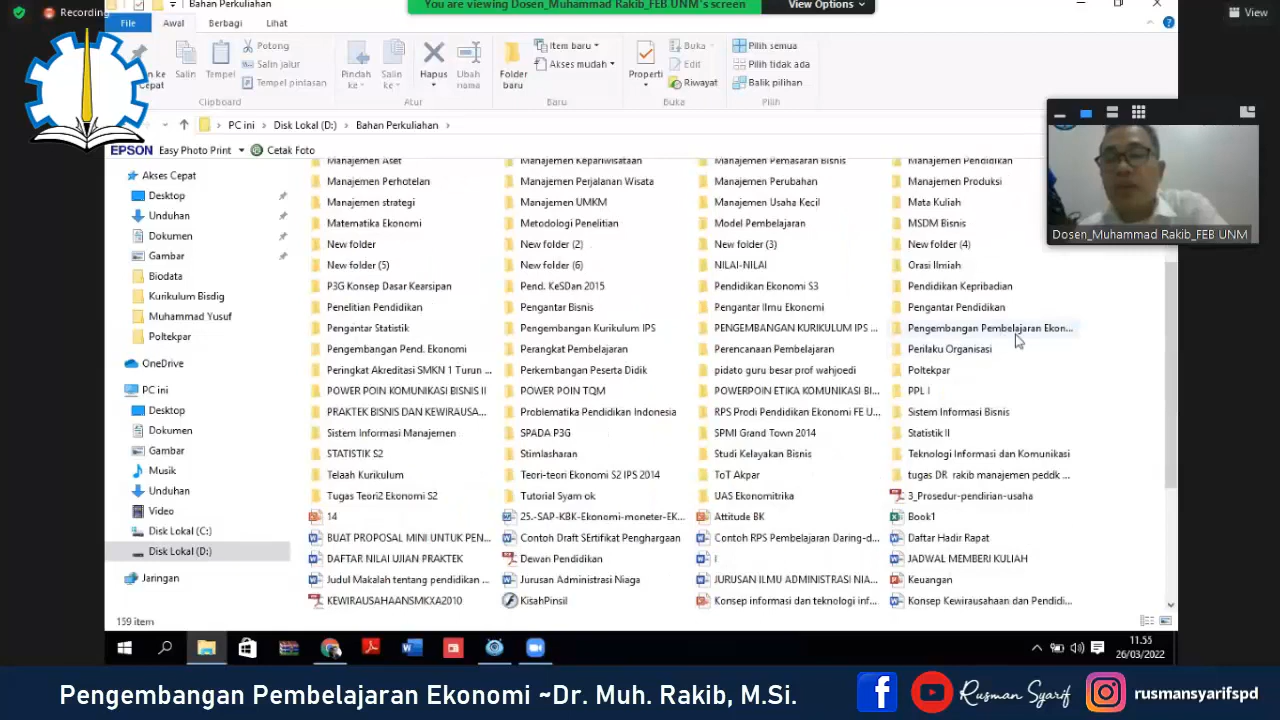 Recording
Bahan Perkuliahan
You are viewing Dosen_Muhammad Rakib_FEB UNM's screen
View Options
View
File Awal Berbagi Lihat
Salin
Tempel
Potong
Salin jalur
Tempel pintasan
Pindah ke
Salin ke
Hapus
Ubah nama
Folder baru
Item baru
Akses mudah
Properti
Buka
Edit
Riwayat
Pilih semua
Pilih tidak ada
Balik pilihan
Clipboard Atur Baru Buka Pilih
PC ini > Disk Lokal (D:) > Bahan Perkuliahan >
EPSON Easy Photo Print Cetak Foto
Akses Cepat
Desktop
Unduhan
Dokumen
Gambar
Biodata
Kurikulum Bisdig
Muhammad Yusuf
Poltekpar
OneDrive
PC ini
Desktop
Dokumen
Gambar
Musik
Unduhan
Video
Disk Lokal (C:)
Disk Lokal (D:)
Jaringan
Manajemen Aset Manajemen Kepariwisataan Manajemen Pemasaran Bisnis Manajemen Pendidikan
Manajemen Perhotelan Manajemen Perjalanan Wisata Manajemen Perubahan Manajemen Produksi
Manajemen strategi Manajemen UMKM Manajemen Usaha Kecil Mata Kuliah
Matematika Ekonomi Metodologi Penelitian Model Pembelajaran MSDM Bisnis
New folder New folder (2) New folder (3) New folder (4)
New folder (5) New folder (6) NILAI-NILAI Orasi Ilmiah
P3G Konsep Dasar Kearsipan Pend. KeSDan 2015 Pendidikan Ekonomi S3 Pendidikan Kepribadian
Penelitian Pendidikan Pengantar Bisnis Pengantar Ilmu Ekonomi Pengantar Pendidikan
Pengantar Statistik Pengembangan Kurikulum IPS PENGEMBANGAN KURIKULUM IPS ... Pengembangan Pembelajaran Ekon...
Pengembangan Pend. Ekonomi Perangkat Pembelajaran Perencanaan Pembelajaran Perilaku Organisasi
Peringkat Akreditasi SMKN 1 Turun ... Perkembangan Peserta Didik pidato guru besar prof wahjoedi Poltekpar
POWER POIN KOMUNIKASI BISNIS II POWER POIN TQM POWERPOIN ETIKA KOMUNIKASI BI... PPL I
PRAKTEK BISNIS DAN KEWIRAUSA... Problematika Pendidikan Indonesia RPS Prodi Pendidikan Ekonomi FE U... Sistem Informasi Bisnis
Sistem Informasi Manajemen SPADA P3G SPMI Grand Town 2014 Statistik II
STATISTIK S2 Stimlasharan Studi Kelayakan Bisnis Teknologi Informasi dan Komunikasi
Telaah Kurikulum Teori-teori Ekonomi S2 IPS 2014 ToT Akpar tugas DR rakib manajemen peddk ...
Tugas Teori2 Ekonomi S2 Tutorial Syam ok UAS Ekonomitrika 3_Prosedur-pendirian-usaha
14 25.-SAP-KBK-Ekonomi-moneter-EK... Attitude BK Book1
BUAT PROPOSAL MINI UNTUK PEN... Contoh Draft SErtifikat Penghargaan Contoh RPS Pembelajaran Daring-d... Daftar Hadir Rapat
DAFTAR NILAI UJIAN PRAKTEK Dewan Pendidikan I JADWAL MEMBERI KULIAH
Judul Makalah tentang pendidikan ... Jurusan Administrasi Niaga JURUSAN ILMU ADMINISTRASI NIA... Keuangan
KEWIRAUSAHAANSMKXA2010 KisahPinsil Konsep informasi dan teknologi inf... Konsep Kewirausahaan dan Pendidi...
Dosen_Muhammad Rakib_FEB UNM
159 item
11.55
26/03/2022
Pengembangan Pembelajaran Ekonomi ~Dr. Muh. Rakib, M.Si.
Rusman Syarif
rusmansyarifspd